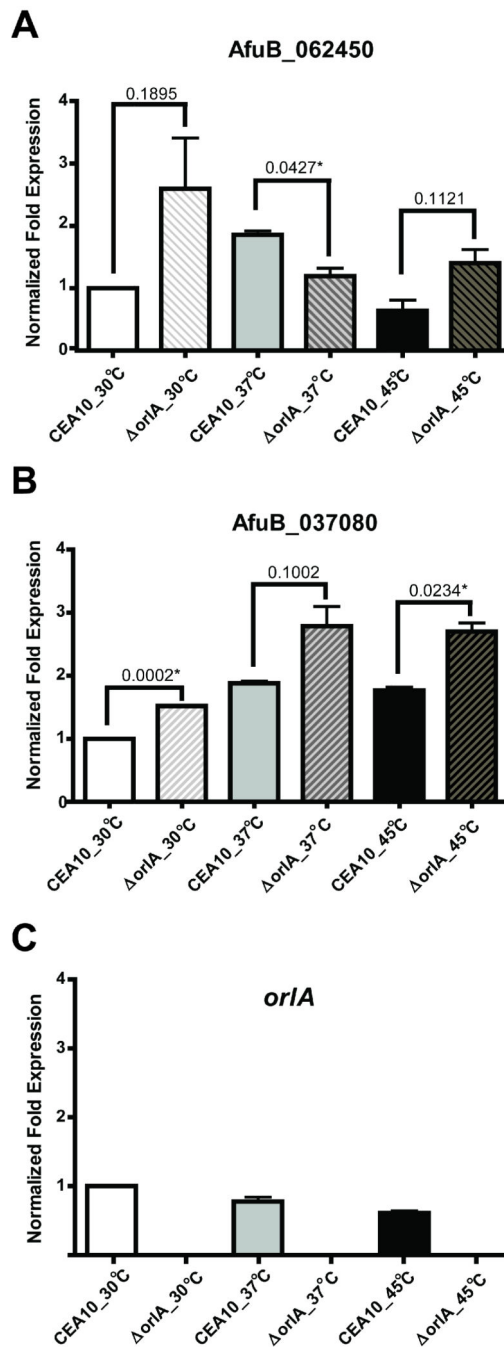 A
AfuB_062450
Normalized Fold Expression
4
3
2
1
0
0.1895
0.0427*
0.1121
CEA10_30°C
ΔorlA_30°C
CEA10_37°C
ΔorlA_37°C
CEA10_45°C
ΔorlA_45°C
B
AfuB_037080
Normalized Fold Expression
4
3
2
1
0
0.0002*
0.1002
0.0234*
CEA10_30°C
ΔorlA_30°C
CEA10_37°C
ΔorlA_37°C
CEA10_45°C
ΔorlA_45°C
C
orlA
Normalized Fold Expression
4
3
2
1
CEA10_30°C
ΔorlA_30°C
CEA10_37°C
ΔorlA_37°C
CEA10_45°C
ΔorlA_45°C